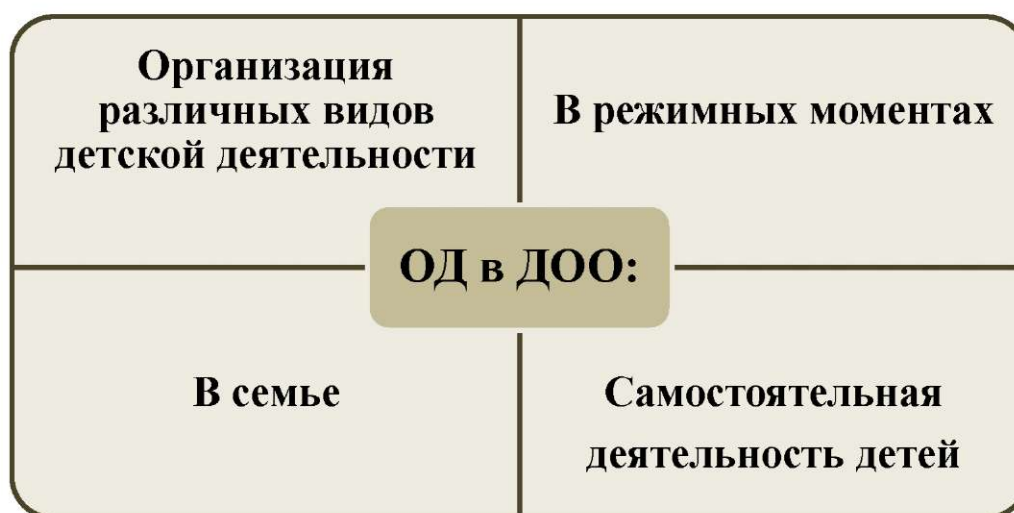 Организация
различных видов
детской деятельности
В режимных моментах
ОД в ДОО:
В семье
Самостоятельная
деятельность детей